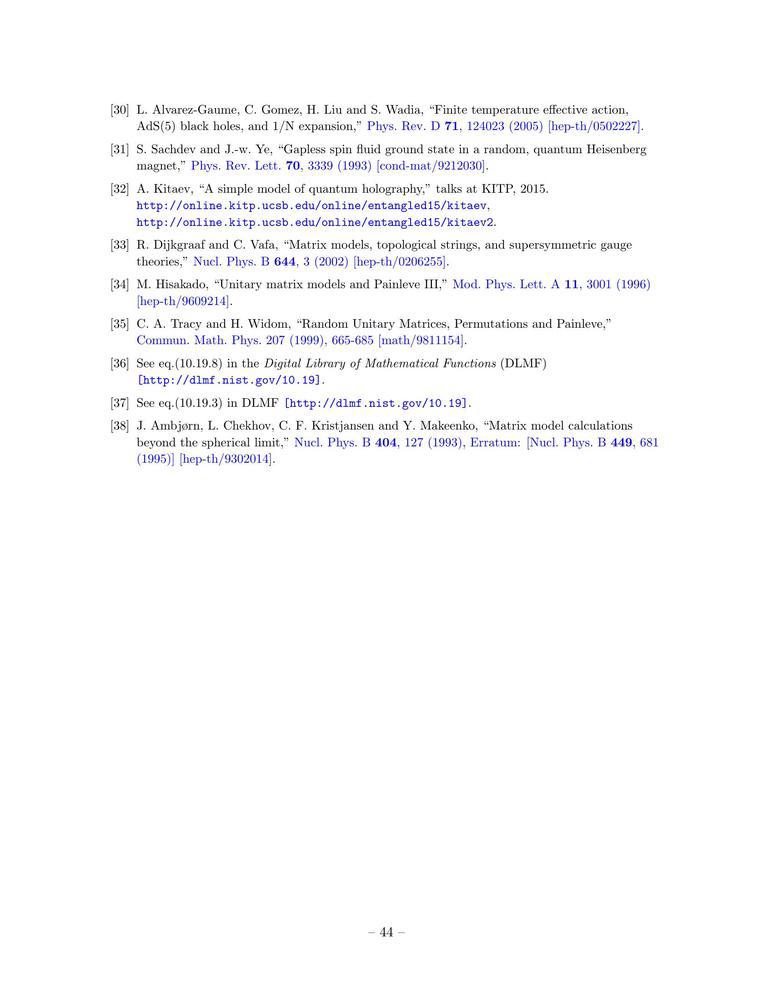 [30] L. Alvarez-Gaume, C. Gomez, H. Liu and S. Wadia, “Finite temperature effective action,
AdS(5) black holes, and 1/N expansion,” Phys. Rev. D 71, 124023 (2005) [hep-th/0502227].
[31] S. Sachdev and J.-w. Ye, “Gapless spin fluid ground state in a random, quantum Heisenberg
magnet,” Phys. Rev. Lett. 70, 3339 (1993) [cond-mat/9212030].
[32] A. Kitaev, “A simple model of quantum holography,” talks at KITP, 2015.
http://online.kitp.ucsb.edu/online/entangled15/kitaev,
http://online.kitp.ucsb.edu/online/entangled15/kitaev2.
[33] R. Dijkgraaf and C. Vafa, “Matrix models, topological strings, and supersymmetric gauge
theories,” Nucl. Phys. B 644, 3 (2002) [hep-th/0206255].
[34] M. Hisakado, “Unitary matrix models and Painleve III,” Mod. Phys. Lett. A 11, 3001 (1996)
[hep-th/9609214].
[35] C. A. Tracy and H. Widom, “Random Unitary Matrices, Permutations and Painleve,”
Commun. Math. Phys. 207 (1999), 665-685 [math/9811154].
[36] See eq.(10.19.8) in the Digital Library of Mathematical Functions (DLMF)
[http://dlmf.nist.gov/10.19].
[37] See eq.(10.19.3) in DLMF [http://dlmf.nist.gov/10.19].
[38] J. Ambjørn, L. Chekhov, C. F. Kristjansen and Y. Makeenko, “Matrix model calculations
beyond the spherical limit,” Nucl. Phys. B 404, 127 (1993), Erratum: [Nucl. Phys. B 449, 681
(1995)] [hep-th/9302014].
– 44 –